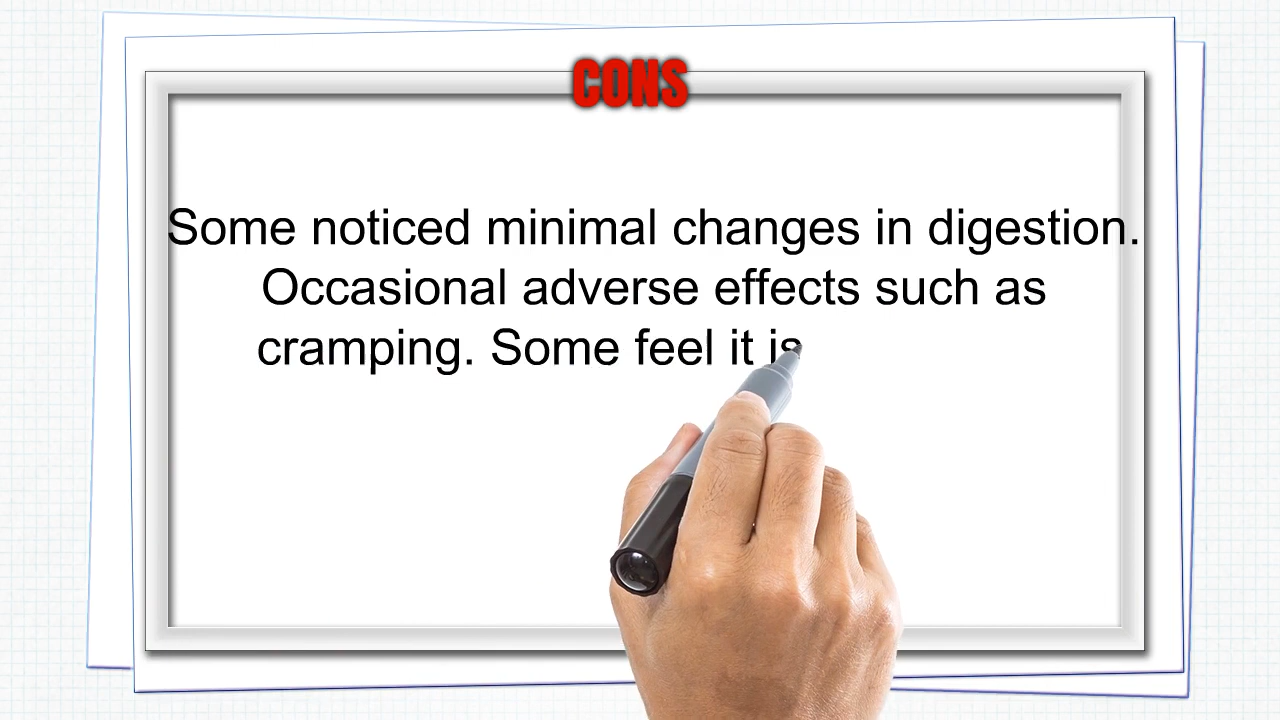 CONS
Some noticed minimal changes in digestion.
Occasional adverse effects such as
cramping. Some feel it is